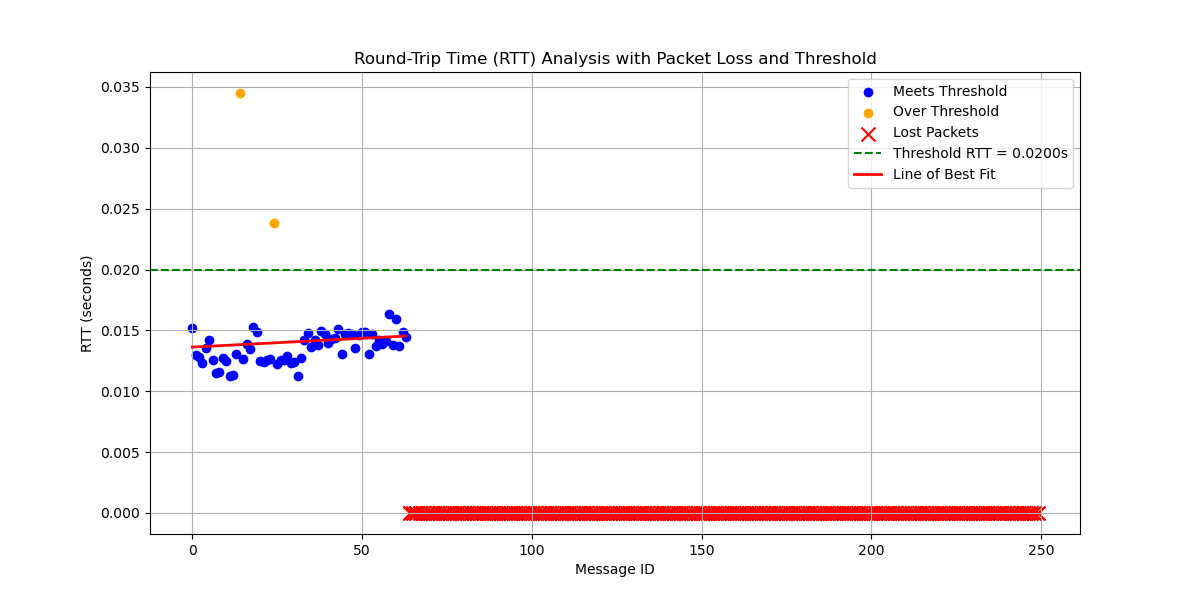 Round-Trip Time (RTT) Analysis with Packet Loss and Threshold
0.035
0.030
0.025
0.020
0.015
0.010
0.005
0.000
RTT (seconds)
Meets Threshold
Over Threshold
Lost Packets
Threshold RTT = 0.0200s
Line of Best Fit
0
50
100
150
200
250
Message ID